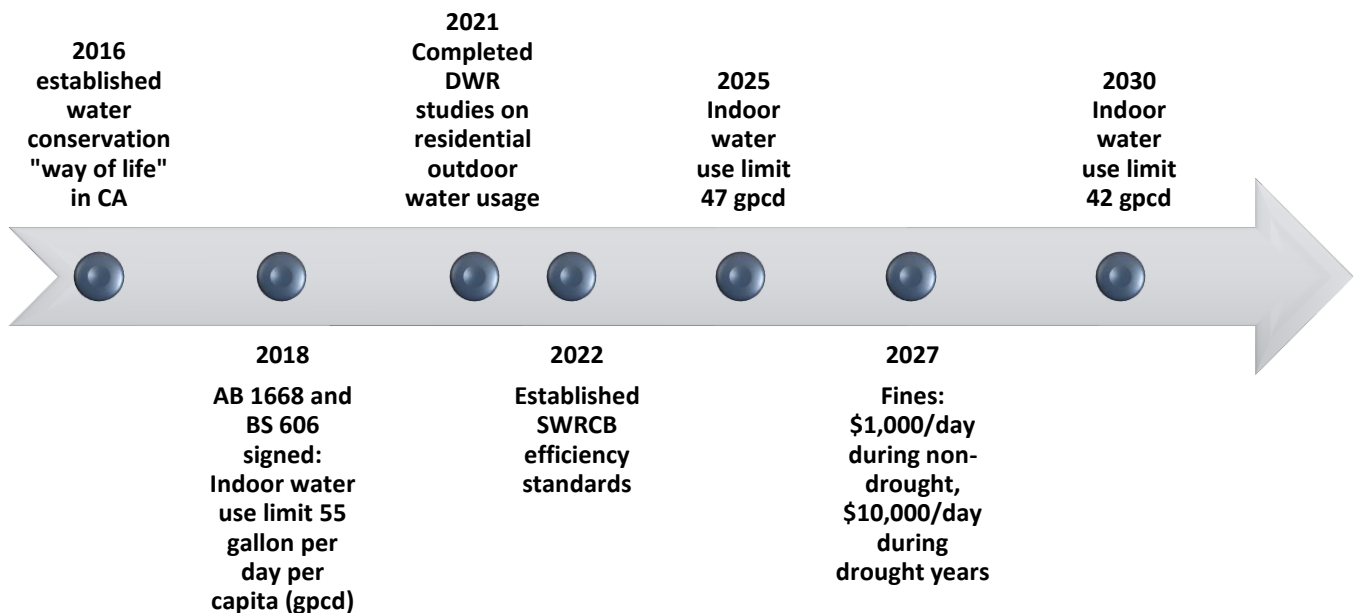 2016
established
water
conservation
"way of life"
in CA
2018
AB 1668 and
BS 606
signed:
Indoor water
use limit 55
gallon per
day per
capita (gpcd)
2021
Completed
DWR
studies on
residential
outdoor
water usage
2022
Established
SWRCB
efficiency
standards
2025
Indoor
water
use limit
47 gpcd
2027
Fines:
$1,000/day
during non-
drought,
$10,000/day
during
drought years
2030
Indoor
water
use limit
42 gpcd